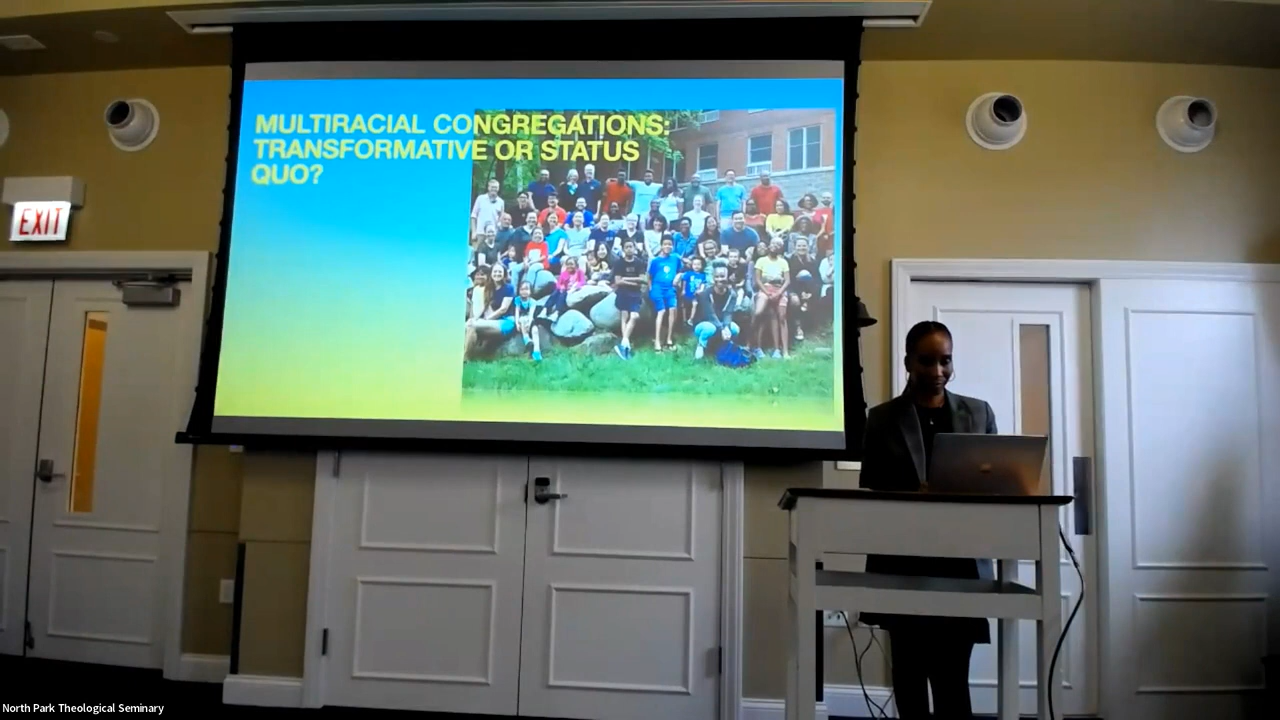 MULTIRACIAL CONGREGATIONS:
TRANSFORMATIVE OR STATUS
QUO?
EXIT
North Park Theological Seminary